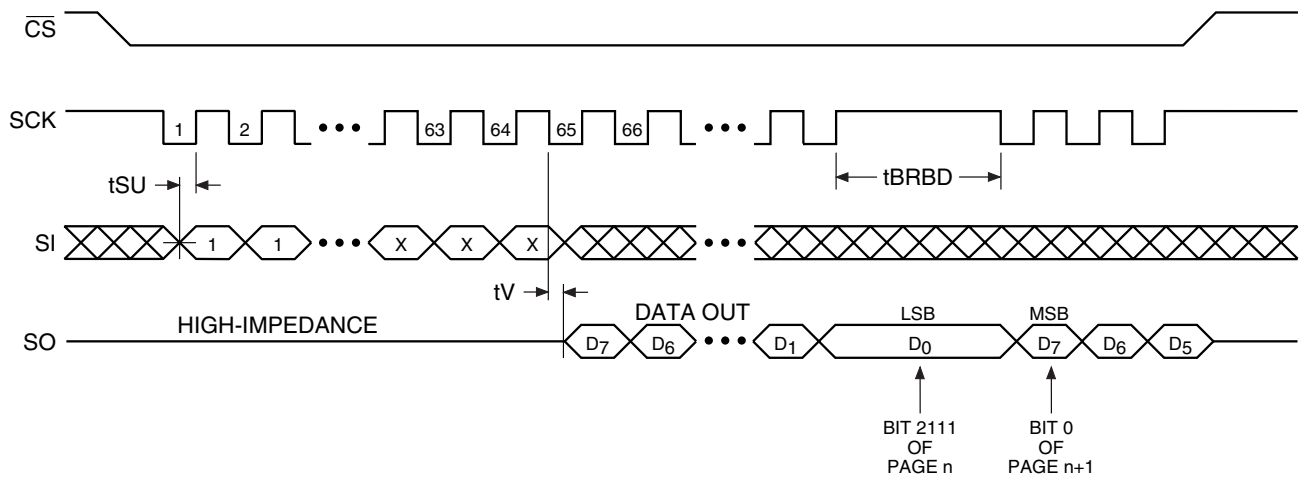 CS
SCK
1 2 ••• 63 64 65 66 •••
tSU
tBRBD
SI
1 1 ••• X X X •••
tV
HIGH-IMPEDANCE
DATA OUT
LSB
MSB
SO
D7 D6 ••• D1 D0 D7 D6 D5
BIT 2111
OF
PAGE n
BIT 0
OF
PAGE n+1